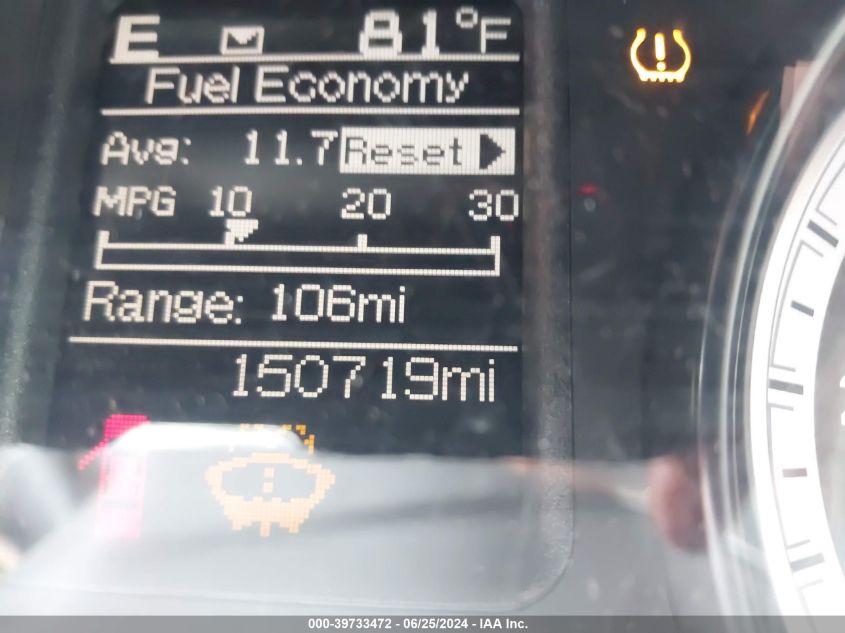 E 81°F
Fuel Economy
Avg: 11.7 Reset
MPG 10 20 30
Range: 106mi
150719mi
000-39733472 - 06/25/2024 - IAA Inc.